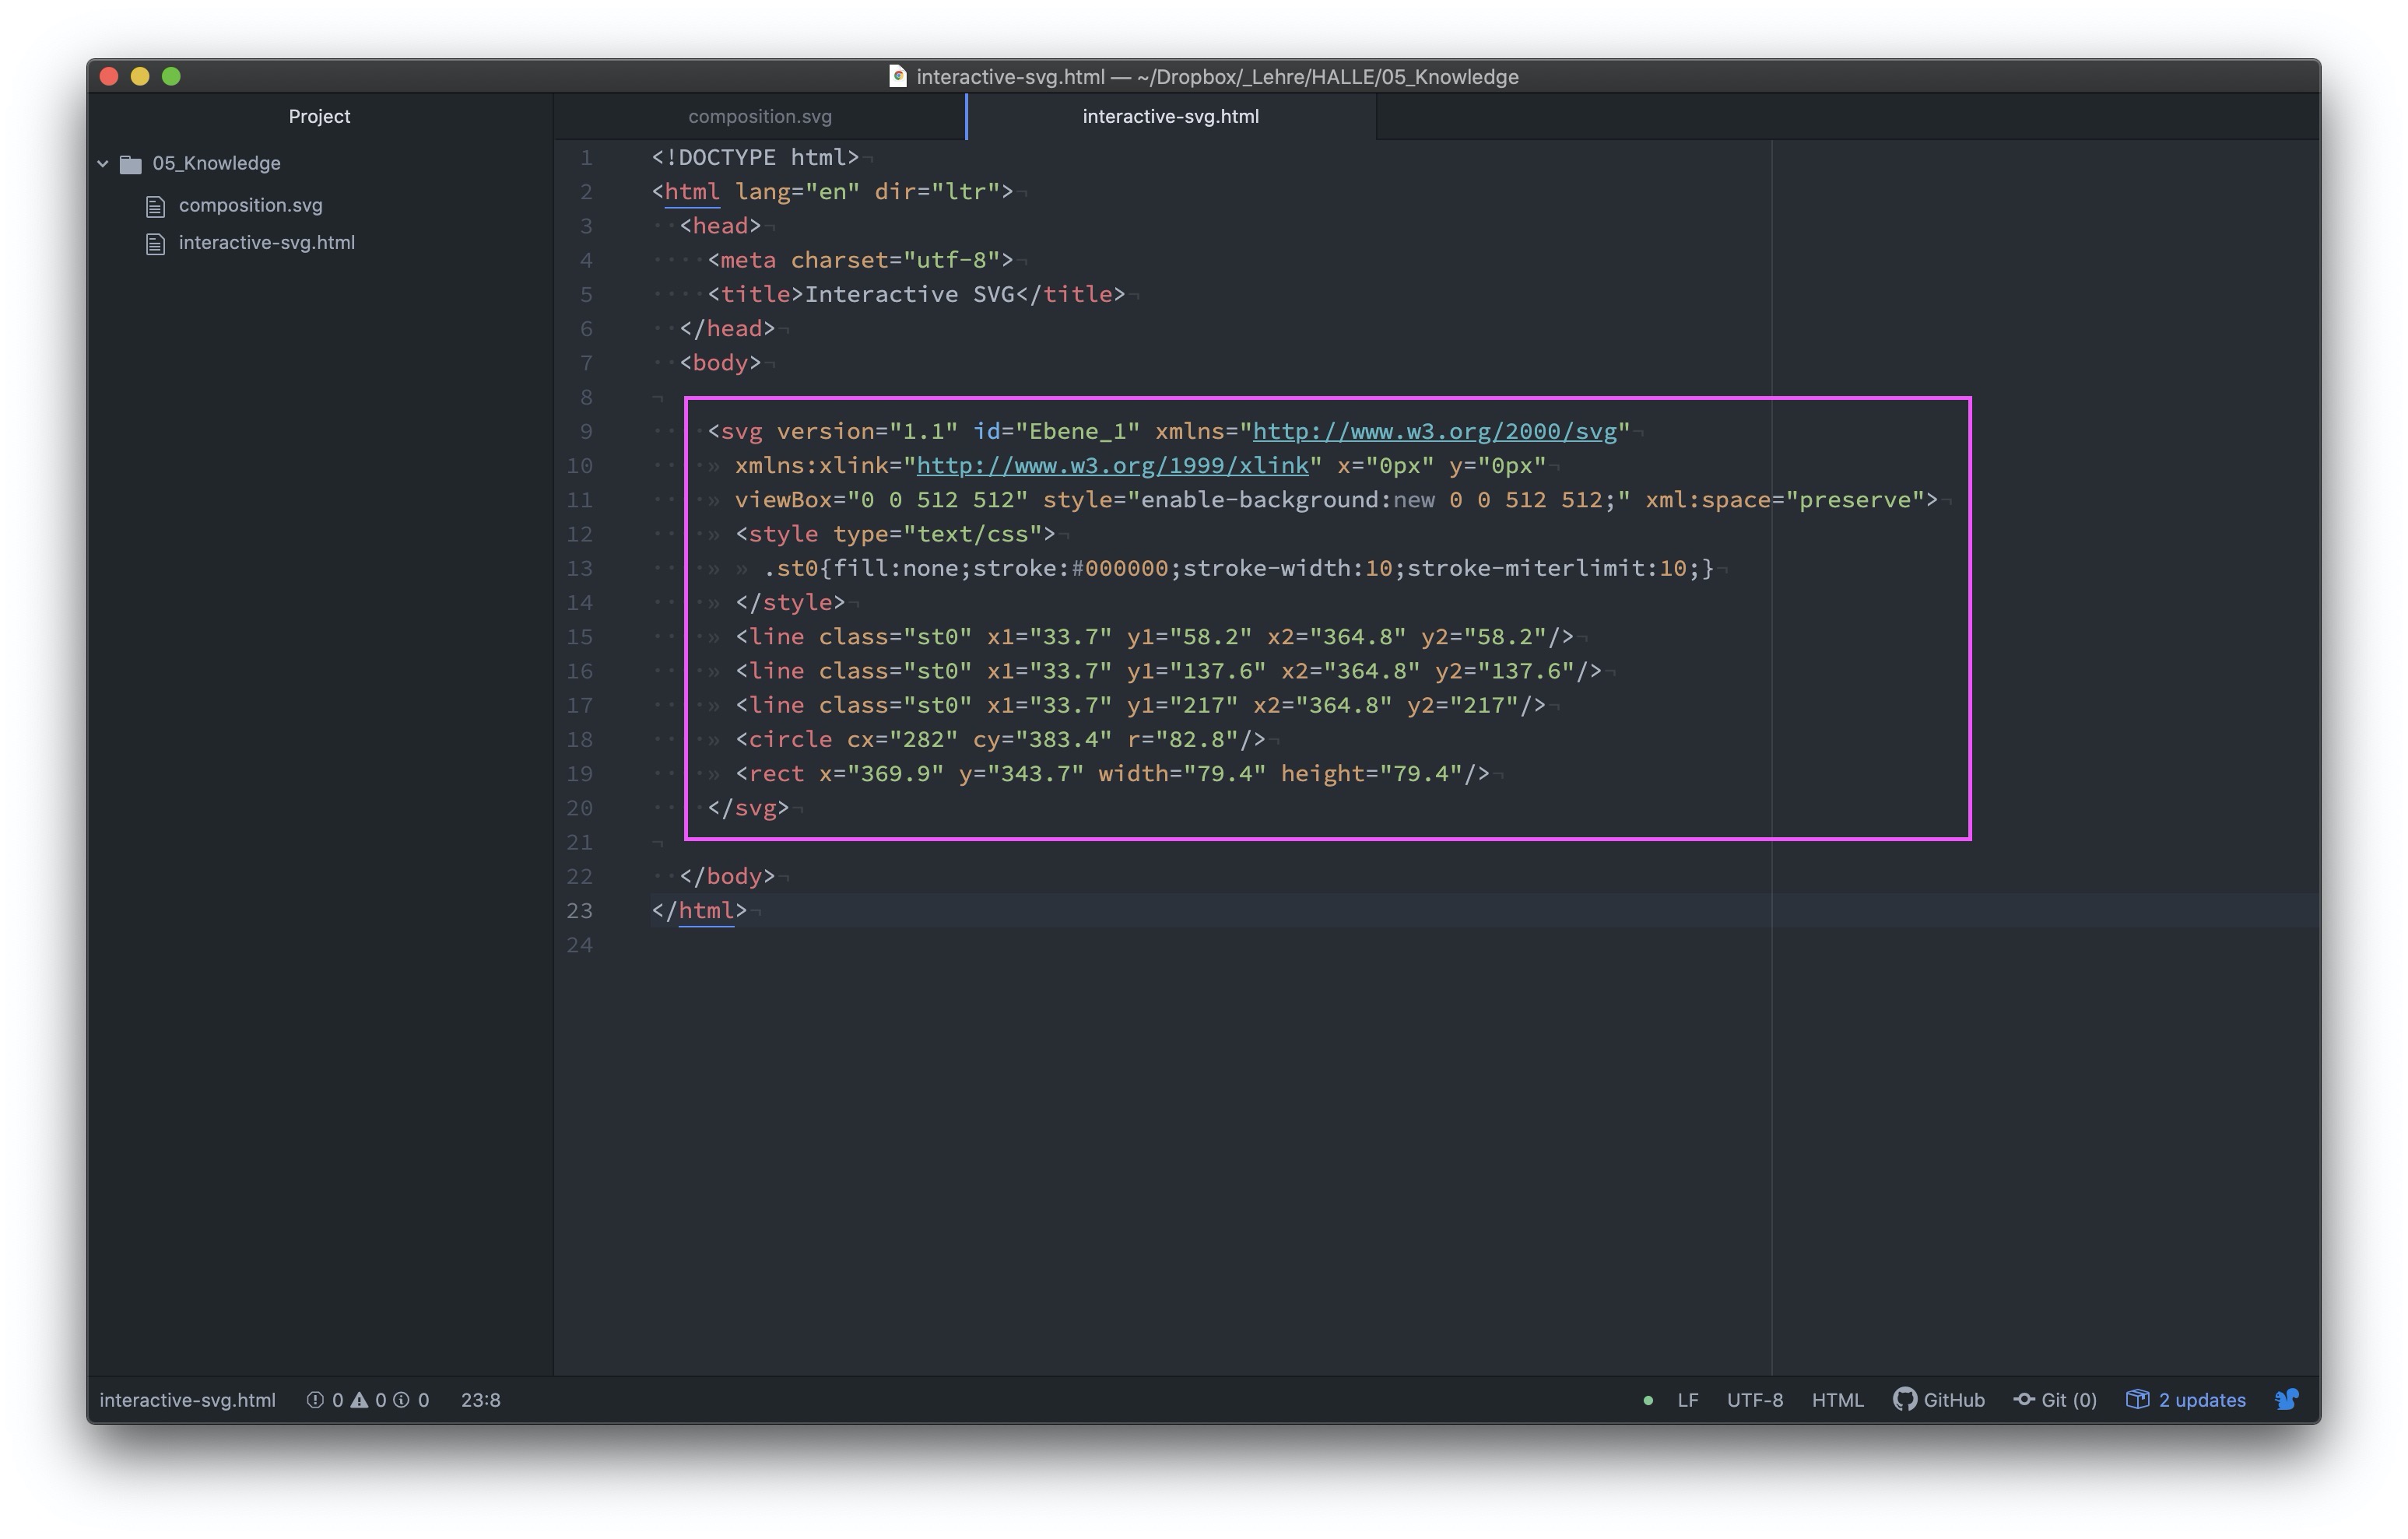 interactive-svg.html — ~/Dropbox/_Lehre/HALLE/05_Knowledge
Project
composition.svg
interactive-svg.html
05_Knowledge
composition.svg
interactive-svg.html
1 <!DOCTYPE html>
2 <html lang="en" dir="ltr">
3 <head>
4 <meta charset="utf-8">
5 <title>Interactive SVG</title>
6 </head>
7 <body>
8
9 <svg version="1.1" id="Ebene_1" xmlns="http://www.w3.org/2000/svg"
10 xmlns:xlink="http://www.w3.org/1999/xlink" x="0px" y="0px"
11 viewBox="0 0 512 512" style="enable-background:new 0 0 512 512;" xml:space="preserve">
12 <style type="text/css">
13 .st0{fill:none;stroke:#000000;stroke-width:10;stroke-miterlimit:10;}
14 </style>
15 <line class="st0" x1="33.7" y1="58.2" x2="364.8" y2="58.2"/>
16 <line class="st0" x1="33.7" y1="137.6" x2="364.8" y2="137.6"/>
17 <line class="st0" x1="33.7" y1="217" x2="364.8" y2="217"/>
18 <circle cx="282" cy="383.4" r="82.8"/>
19 <rect x="369.9" y="343.7" width="79.4" height="79.4"/>
20 </svg>
21
22 </body>
23 </html>
24
interactive-svg.html 0 0 0 23:8 LF UTF-8 HTML GitHub Git (0) 2 updates